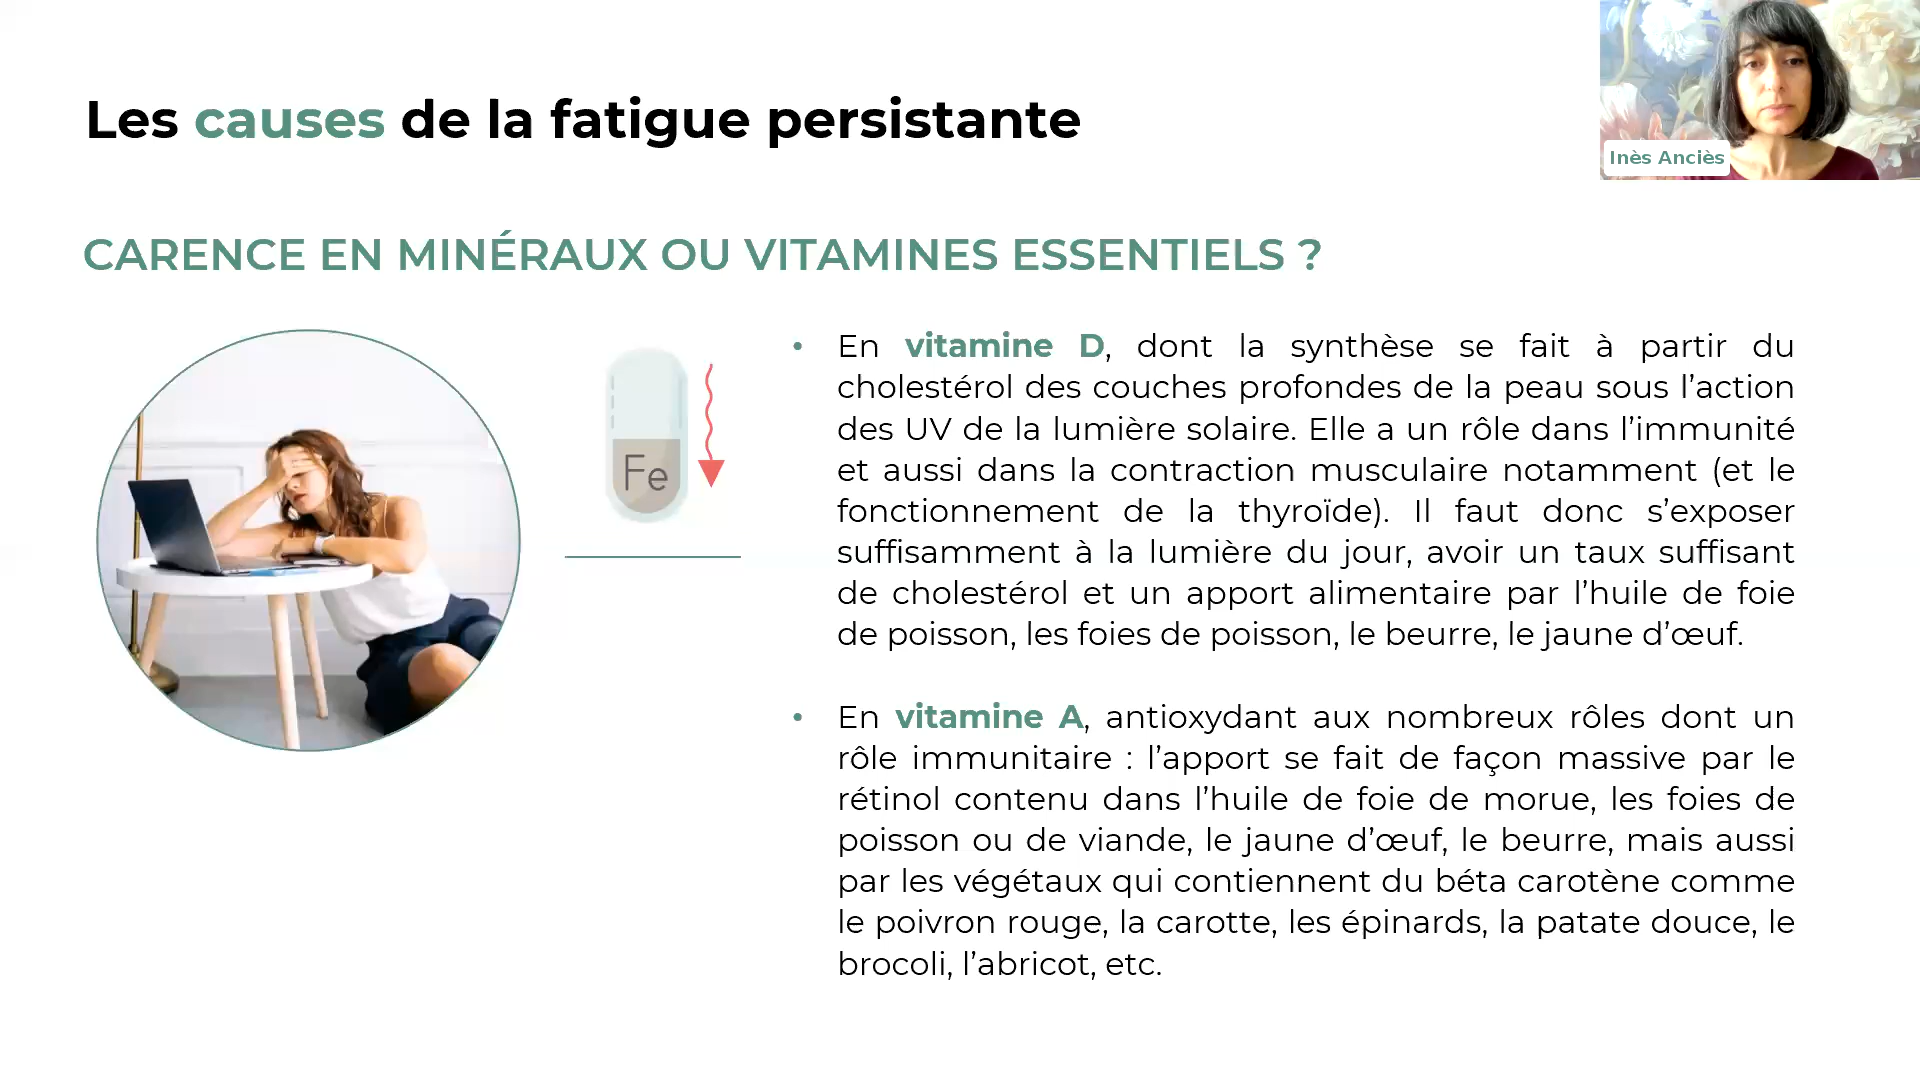 Les causes de la fatigue persistante
Inès Anciès
CARENCE EN MINÉRAUX OU VITAMINES ESSENTIELS ?
Fe
• En vitamine D, dont la synthèse se fait à partir du
cholestérol des couches profondes de la peau sous l’action
des UV de la lumière solaire. Elle a un rôle dans l’immunité
et aussi dans la contraction musculaire notamment (et le
fonctionnement de la thyroïde). Il faut donc s’exposer
suffisamment à la lumière du jour, avoir un taux suffisant
de cholestérol et un apport alimentaire par l’huile de foie
de poisson, les foies de poisson, le beurre, le jaune d’œuf.
• En vitamine A, antioxydant aux nombreux rôles dont un
rôle immunitaire : l’apport se fait de façon massive par le
rétinol contenu dans l’huile de foie de morue, les foies de
poisson ou de viande, le jaune d’œuf, le beurre, mais aussi
par les végétaux qui contiennent du béta carotène comme
le poivron rouge, la carotte, les épinards, la patate douce, le
brocoli, l’abricot, etc.